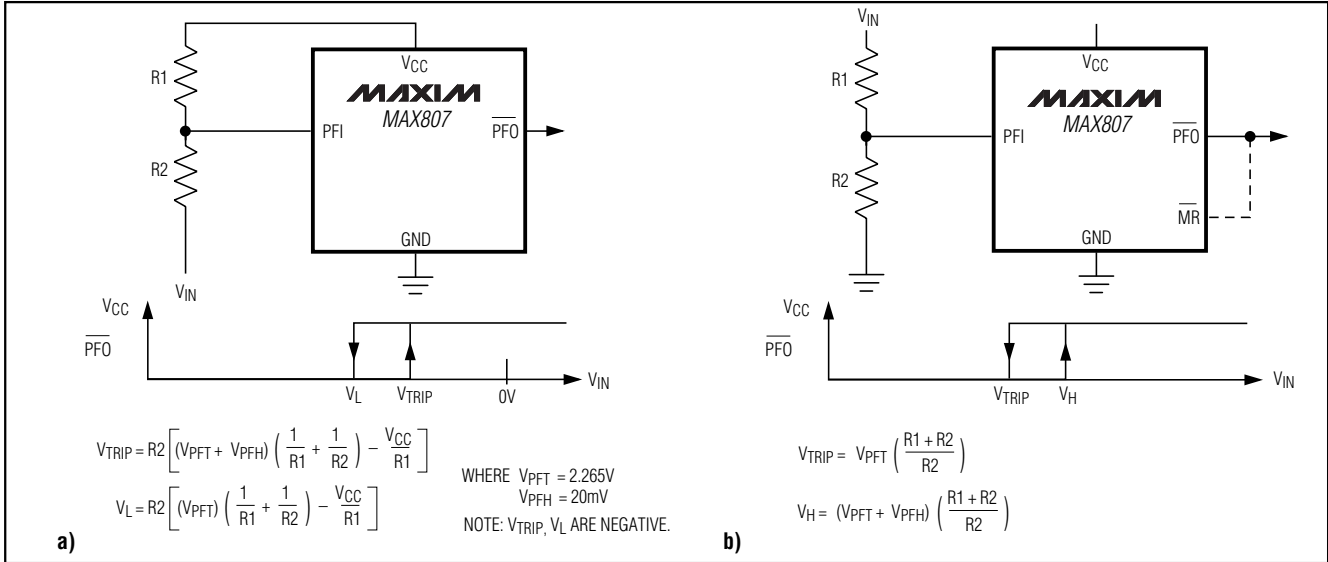 VCC
R1
MAXIM
MAX807
PFI
PFO
R2
GND
VIN
VCC
PFO
VL
VTRIP
0V
VIN
VTRIP = R2 [ (VPFT + VPFH) ( 1/R1 + 1/R2 ) – VCC/R1 ]
VL = R2 [ (VPFT) ( 1/R1 + 1/R2 ) – VCC/R1 ]
WHERE VPFT = 2.265V
VPFH = 20mV
NOTE: VTRIP, VL ARE NEGATIVE.
a)
VIN
VCC
R1
MAXIM
MAX807
PFI
PFO
R2
MR
GND
VCC
PFO
VTRIP
VH
VIN
VTRIP = VPFT ( R1 + R2 / R2 )
VH = (VPFT + VPFH) ( R1 + R2 / R2 )
b)